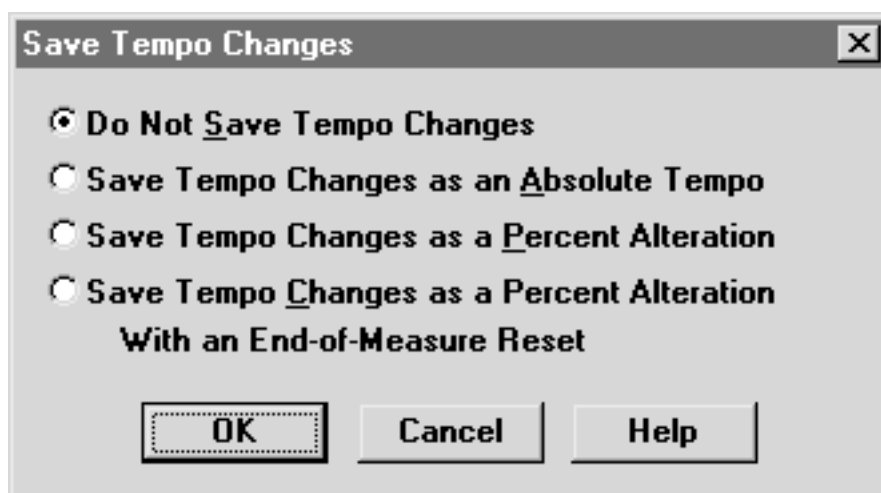 Save Tempo Changes
Do Not Save Tempo Changes
Save Tempo Changes as an Absolute Tempo
Save Tempo Changes as a Percent Alteration
Save Tempo Changes as a Percent Alteration
With an End-of-Measure Reset
OK Cancel Help